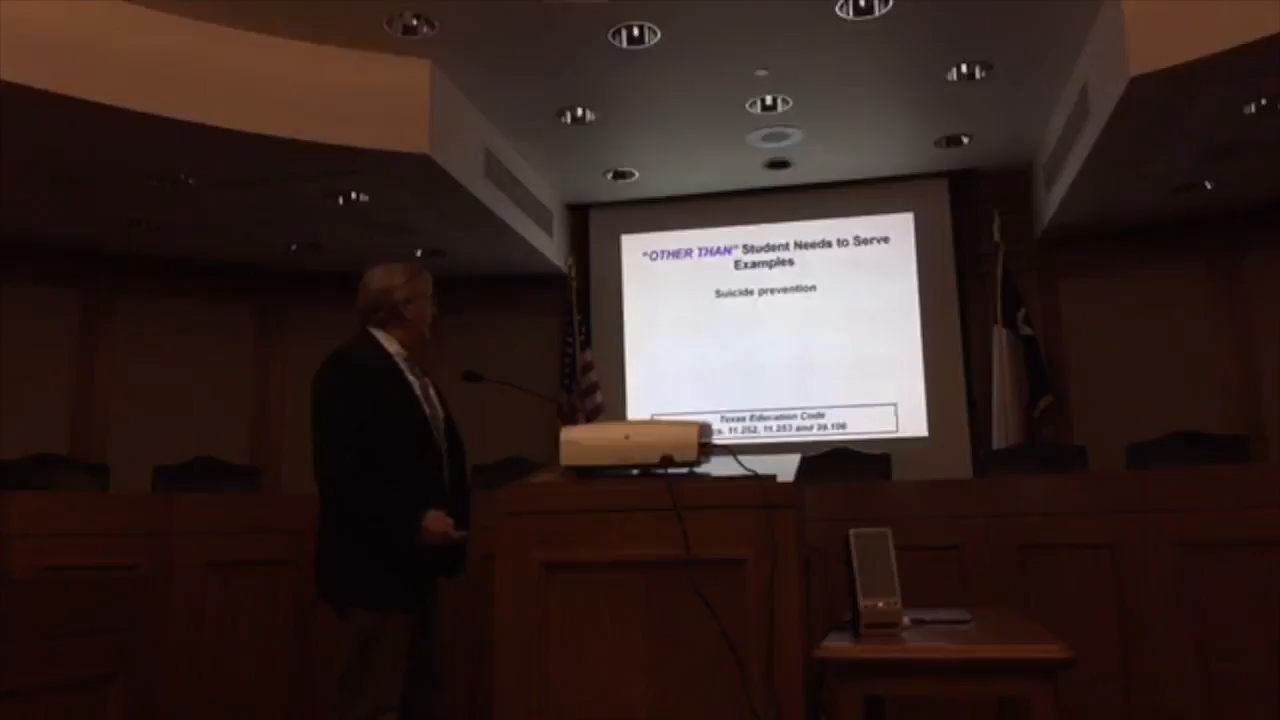 "OTHER THAN" Student Needs to Serve
Examples
Suicide prevention
Texas Education Code
11.252, 11.253 and 39.106